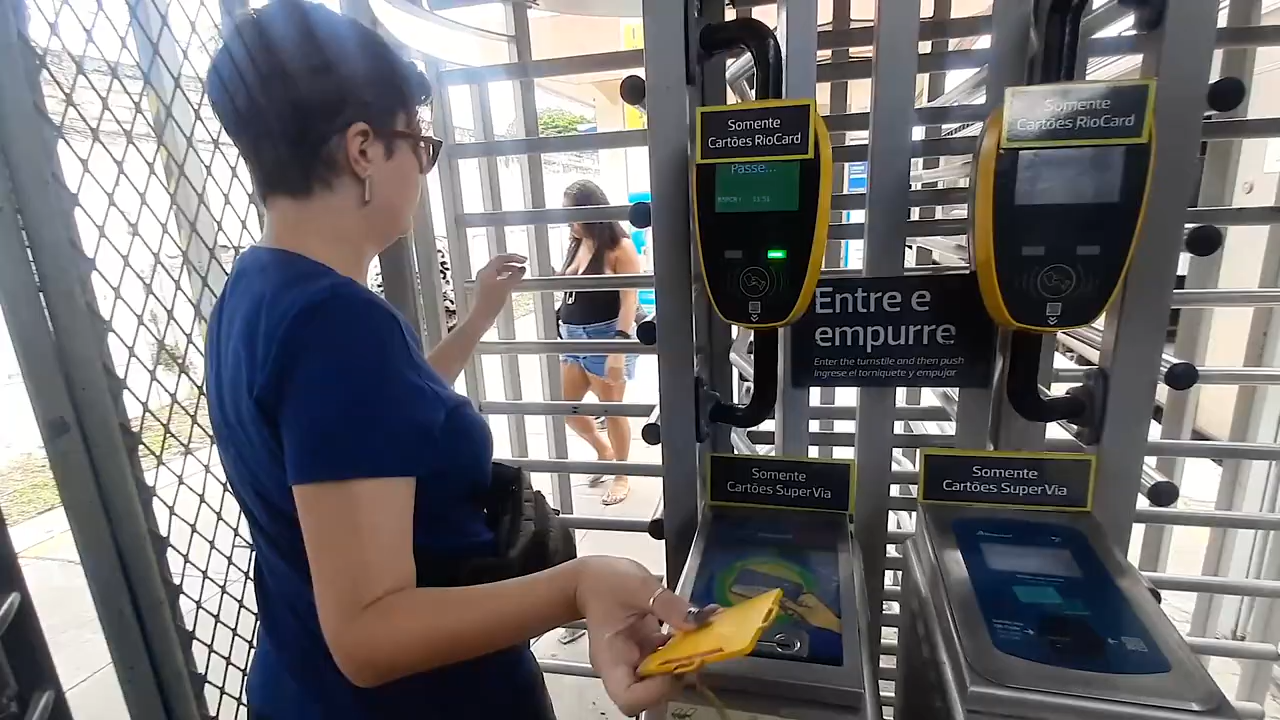 Somente
Cartões RioCard
Passe...
Somente
Cartões RioCard
Entre e
empurre
Enter the turnstile and then push
Ingrese el torniquete y empujar
Somente
Cartões SuperVia
Somente
Cartões SuperVia